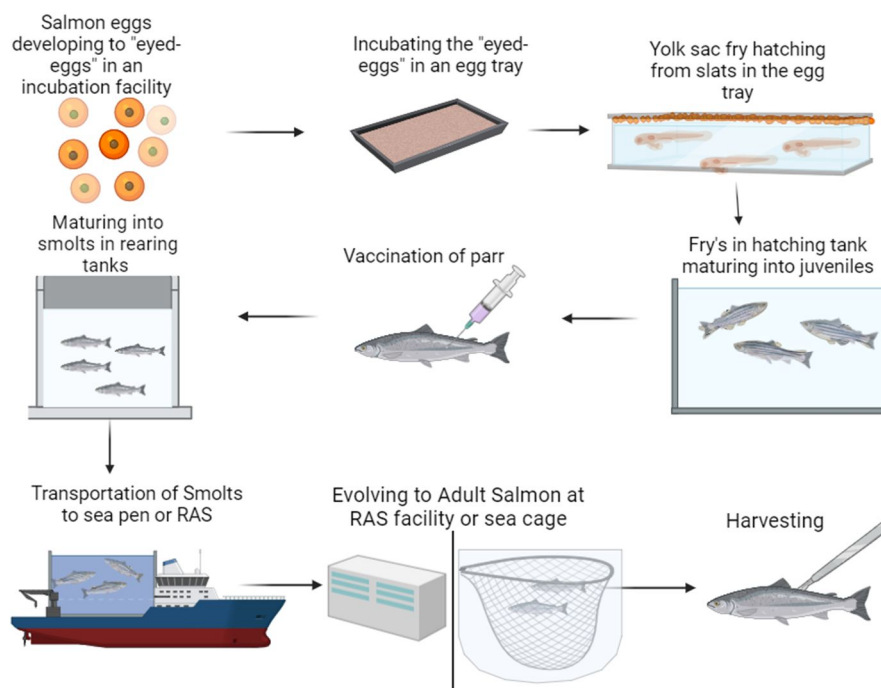 Salmon eggs
developing to "eyed-
eggs" in an
incubation facility
Incubating the "eyed-
eggs" in an egg tray
Yolk sac fry hatching
from slats in the egg
tray
Maturing into
smolts in rearing
tanks
Vaccination of parr
Fry's in hatching tank
maturing into juveniles
Transportation of Smolts
to sea pen or RAS
Evolving to Adult Salmon at
RAS facility or sea cage
Harvesting